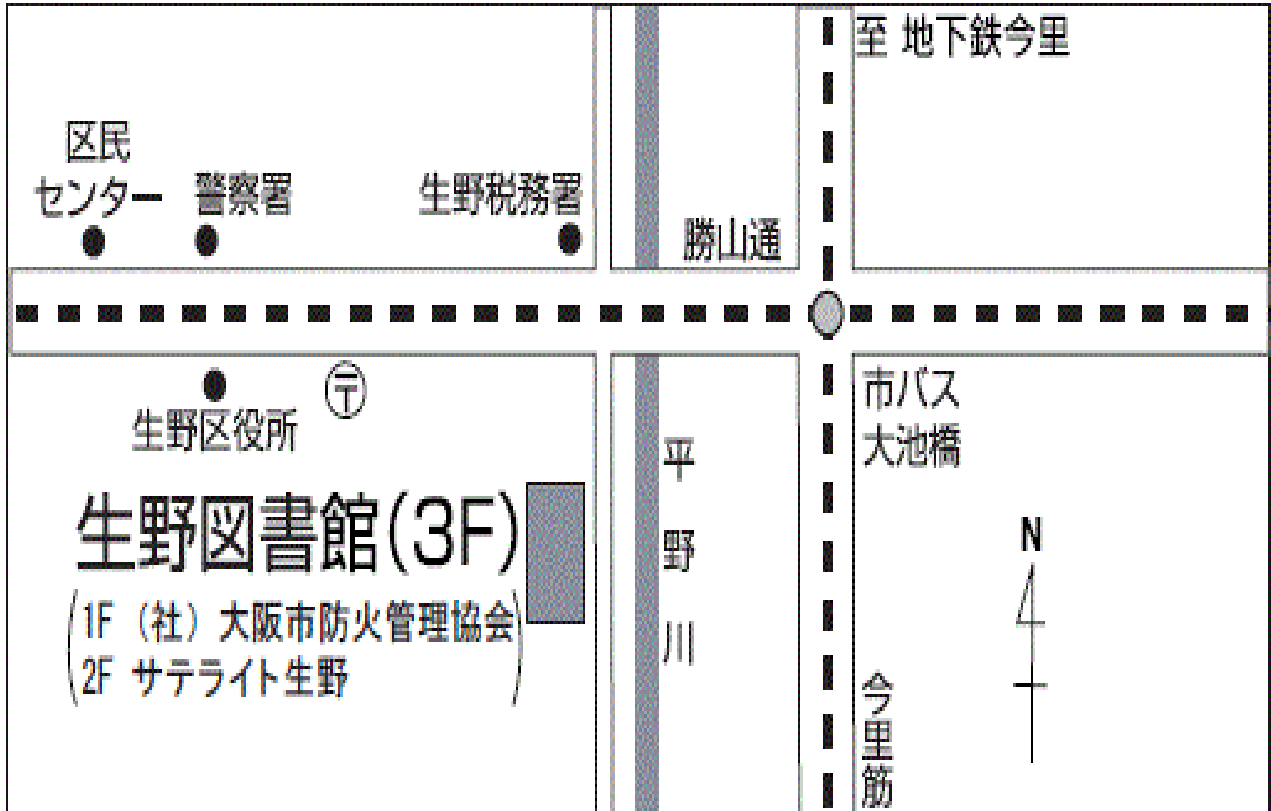 至 地下鉄今里
区民
センター
警察署
生野税務署
勝山通
生野区役所
〒
市バス
大池橋
平野川
生野図書館(3F)
1F (社) 大阪市防火管理協会
2F サテライト生野
N
今里筋